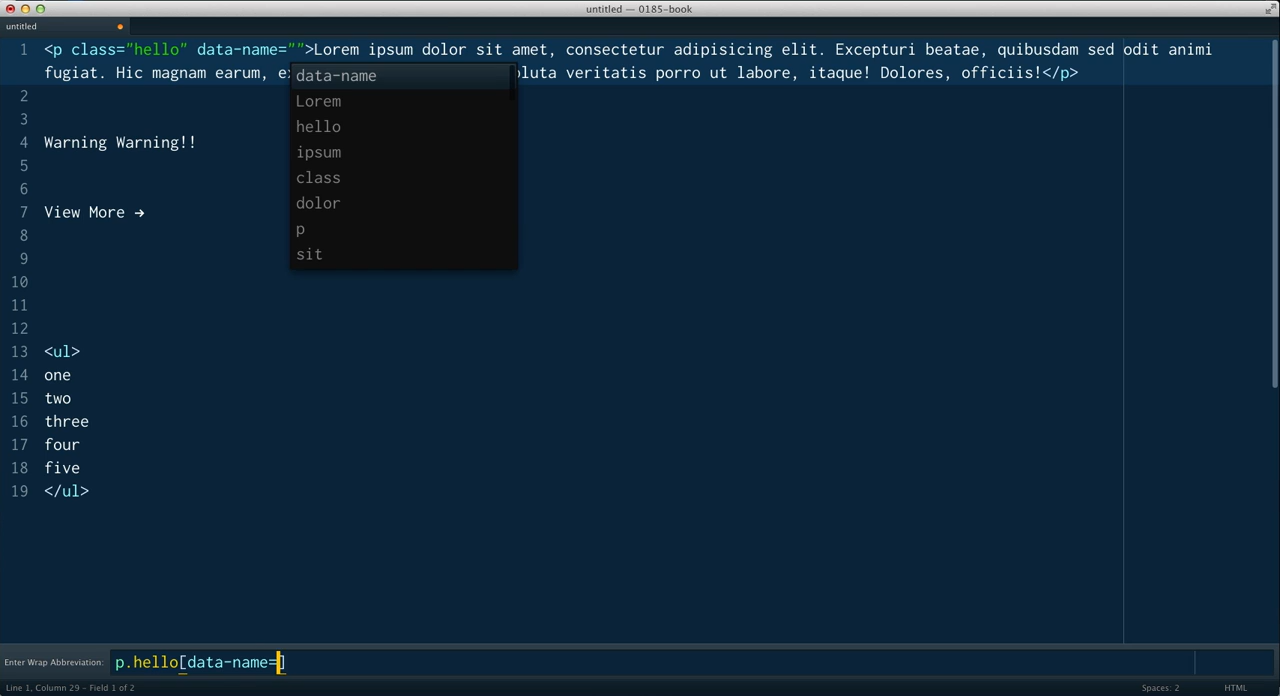 untitled — 0185-book
untitled
1 <p class="hello" data-name="">Lorem ipsum dolor sit amet, consectetur adipisicing elit. Excepturi beatae, quibusdam sed odit animi
fugiat. Hic magnam earum, e oluta veritatis porro ut labore, itaque! Dolores, officiis!</p>
data-name
Lorem
hello
ipsum
class
dolor
p
sit
2
3
4 Warning Warning!!
5
6
7 View More →
8
9
10
11
12
13 <ul>
14 one
15 two
16 three
17 four
18 five
19 </ul>
Enter Wrap Abbreviation: p.hello[data-name=]
Line 1, Column 29 - Field 1 of 2
Spaces: 2
HTML